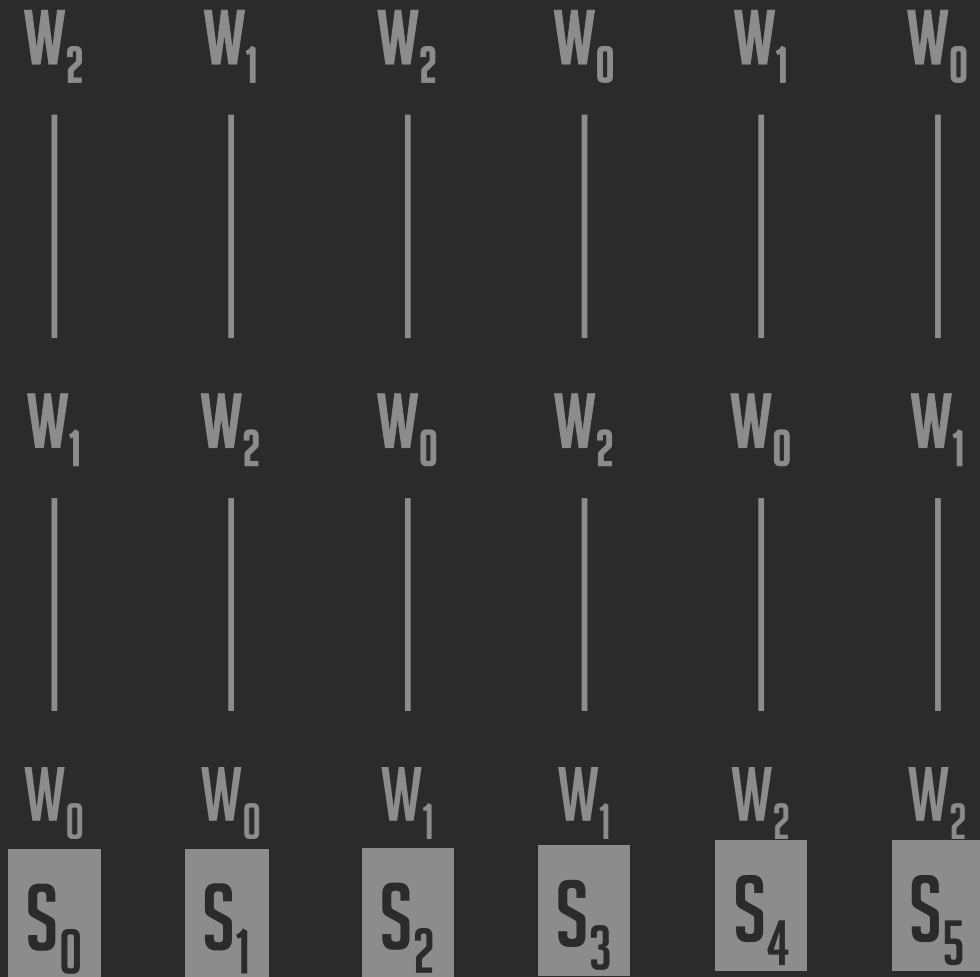 W₂ W₁ W₂ W₀ W₁ W₀
W₁ W₂ W₀ W₂ W₀ W₁
W₀ W₀ W₁ W₁ W₂ W₂
S₀ S₁ S₂ S₃ S₄ S₅